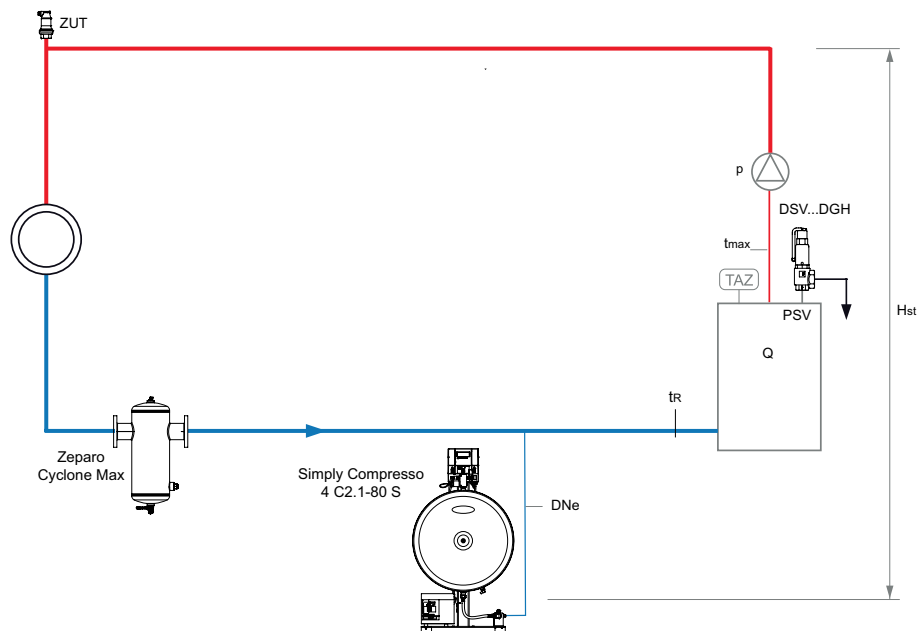 ZUT
p
DSV...DGH
tmax
TAZ
PSV
Hst
Q
tR
Zeparo
Cyclone Max
Simply Compresso
4 C2.1-80 S
DNe